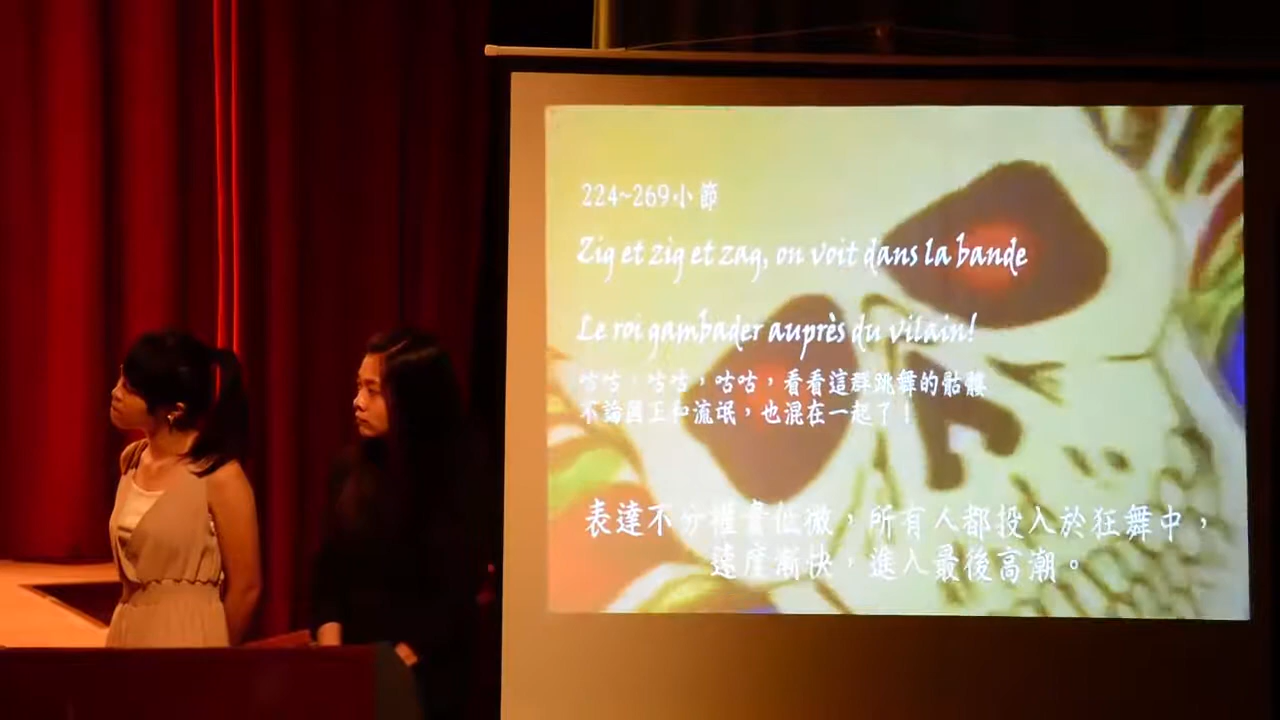 224~269小節
Zig et zig et zag, on voit dans la bande
Le roi gambader auprès du vilain!
咕咕，咕咕，咕咕，看看這群跳舞的骷髏
不論國王和流氓，也混在一起了！
表達不分權貴低微，所有人都投入於狂舞中，
速度漸快，進入最後高潮。